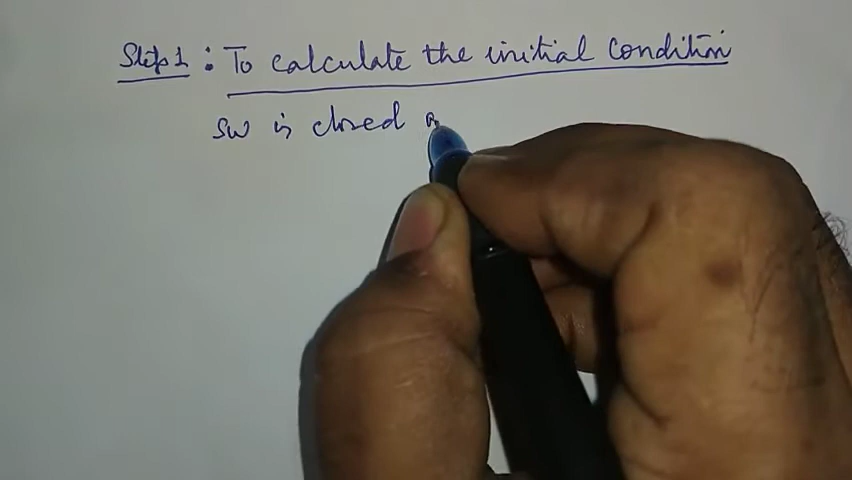 Step 1 : To calculate the initial condition
SW is closed